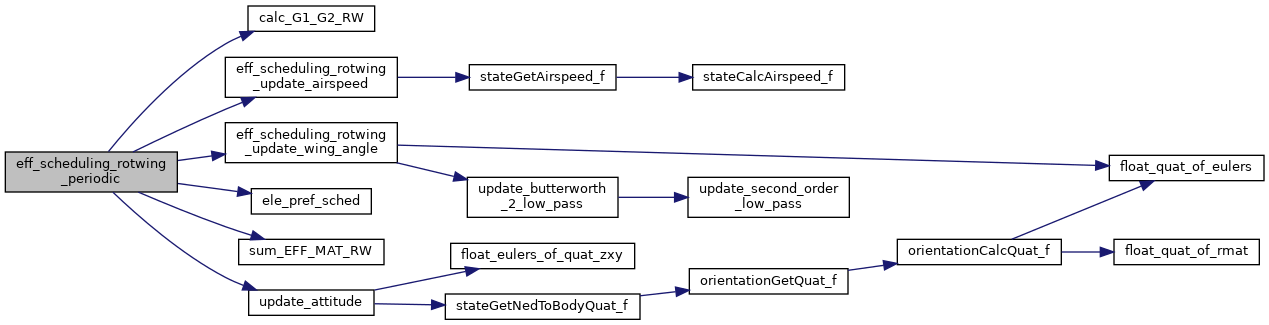 calc_G1_G2_RW
eff_scheduling_rotwing
_update_airspeed
stateGetAirspeed_f
stateCalcAirspeed_f
eff_scheduling_rotwing
_update_wing_angle
eff_scheduling_rotwing
_periodic
float_quat_of_eulers
update_butterworth
_2_low_pass
update_second_order
_low_pass
ele_pref_sched
sum_EFF_MAT_RW
float_eulers_of_quat_zxy
orientationCalcQuat_f
float_quat_of_rmat
orientationGetQuat_f
update_attitude
stateGetNedToBodyQuat_f